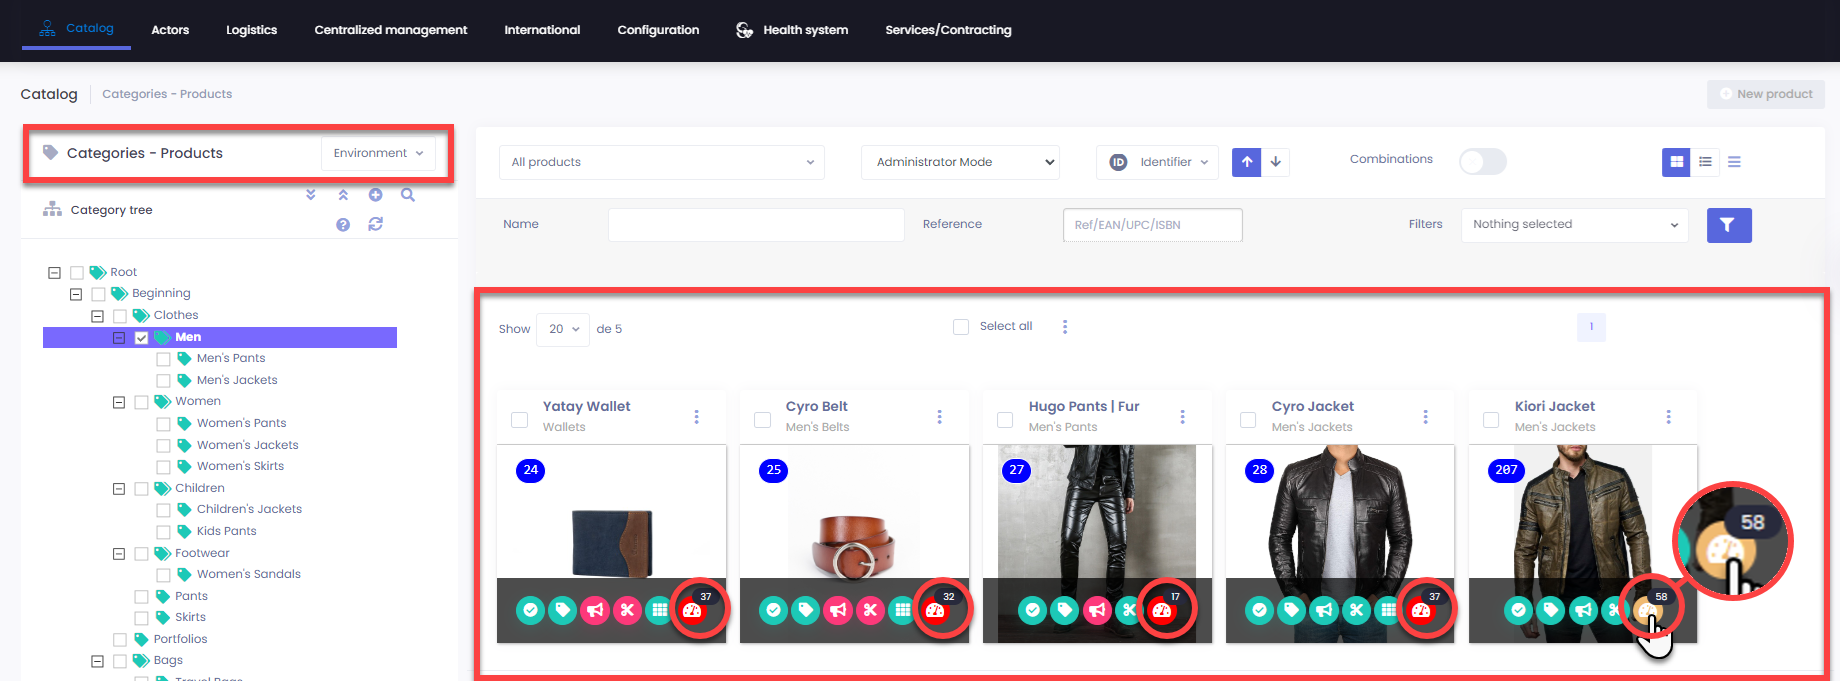 Catalog Actors Logistics Centralized management International Configuration Health system Services/Contracting
Catalog Categories - Products
New product
Categories - Products Environment
Category tree
Root
Beginning
Clothes
Men
Men's Pants
Men's Jackets
Women
Women's Pants
Women's Jackets
Women's Skirts
Children
Children's Jackets
Kids Pants
Footwear
Women's Sandals
Pants
Skirts
Portfolios
Bags
Travel Bags
All products Administrator Mode ID Identifier Combinations
Name Reference Ref/EAN/UPC/ISBN Filters Nothing selected
Show 20 de 5 Select all 1
Yatay Wallet
Wallets
24
37
Cyro Belt
Men's Belts
25
32
Hugo Pants | Fur
Men's Pants
27
17
Cyro Jacket
Men's Jackets
28
37
Kiori Jacket
Men's Jackets
207
58
58